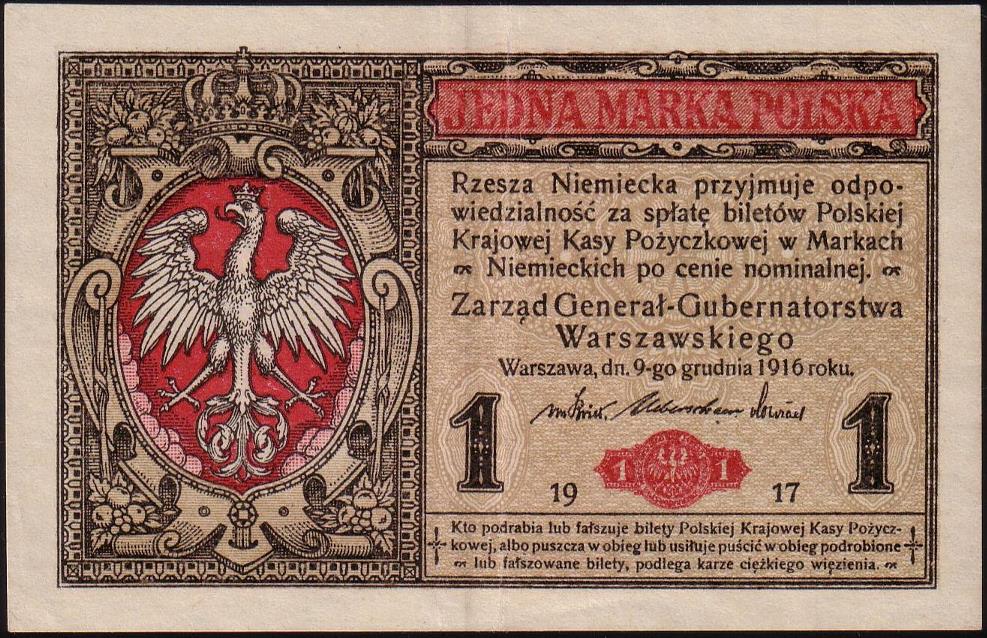 JEDNA MARKA POLSKA
Rzesza Niemiecka przyjmuje odpo-
wiedzialność za spłatę biletów Polskiej
Krajowej Kasy Pożyczkowej w Markach
Niemieckich po cenie nominalnej.
Zarząd Generał-Gubernatorstwa
Warszawskiego
Warszawa, dn. 9-go grudnia 1916 roku.
1 1
1 1
19 17
Kto podrabia lub fałszuje bilety Polskiej Krajowej Kasy Pożycz-
kowej, albo puszcza w obieg lub usiłuje puścić w obieg podrobione
lub fałszowane bilety, podlega karze ciężkiego więzienia.